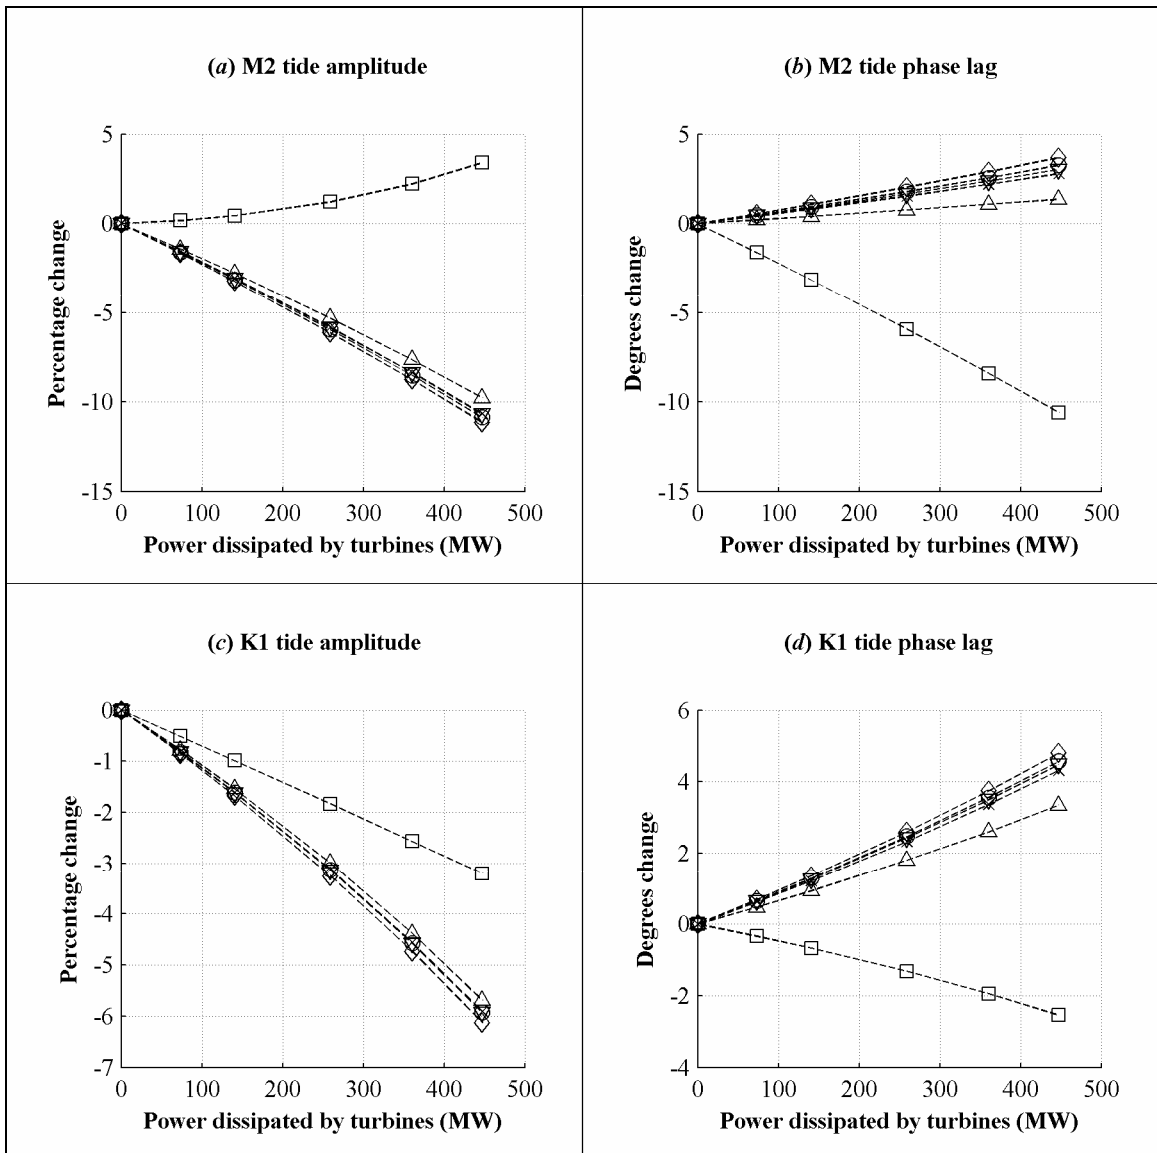 (a) M2 tide amplitude
5
0
-5
-10
-15
Percentage change
0 100 200 300 400 500
Power dissipated by turbines (MW)
(b) M2 tide phase lag
5
0
-5
-10
-15
Degrees change
0 100 200 300 400 500
Power dissipated by turbines (MW)
(c) K1 tide amplitude
0
-1
-2
-3
-4
-5
-6
-7
Percentage change
0 100 200 300 400 500
Power dissipated by turbines (MW)
(d) K1 tide phase lag
6
4
2
0
-2
-4
Degrees change
0 100 200 300 400 500
Power dissipated by turbines (MW)